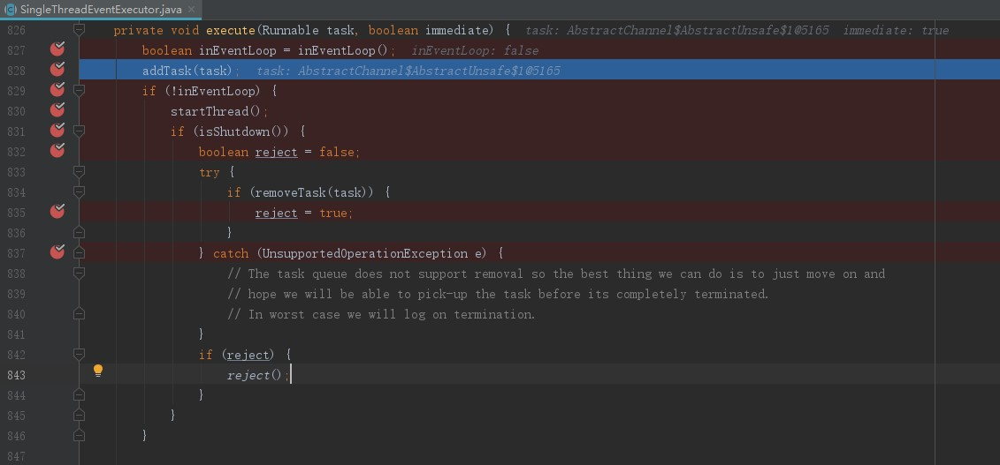 SingleThreadEventExecutor.java ×
826 private void execute(Runnable task, boolean immediate) { task: AbstractChannel$AbstractUnsafe$1@5165 immediate: true
827 boolean inEventLoop = inEventLoop(); inEventLoop: false
828 addTask(task); task: AbstractChannel$AbstractUnsafe$1@5165
829 if (!inEventLoop) {
830 startThread();
831 if (isShutdown()) {
832 boolean reject = false;
833 try {
834 if (removeTask(task)) {
835 reject = true;
836 }
837 } catch (UnsupportedOperationException e) {
838 // The task queue does not support removal so the best thing we can do is to just move on and
839 // hope we will be able to pick-up the task before its completely terminated.
840 // In worst case we will log on termination.
841 }
842 if (reject) {
843 reject();
844 }
845 }
846 }
847